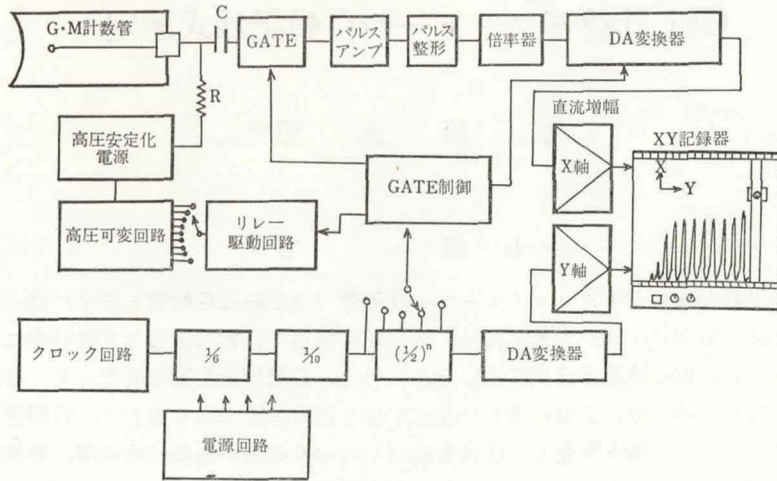 G・M計数管
C
GATE
パルス
アンプ
パルス
整形
倍率器
DA変換器
R
高圧安定化
電源
直流増幅
X軸
XY記録器
Y
GATE制御
高圧可変回路
リレー
駆動回路
Y軸
クロック回路
1/6
1/10
(1/2)ⁿ
DA変換器
電源回路